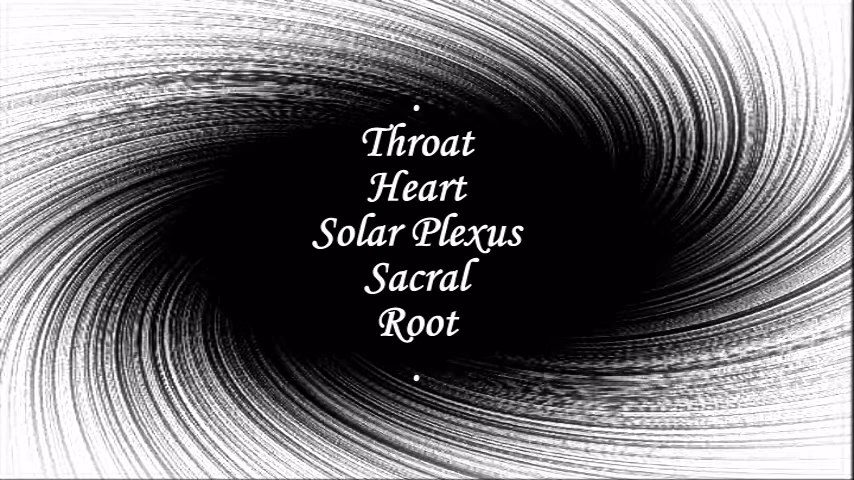 .
Throat
Heart
Solar Plexus
Sacral
Root
.